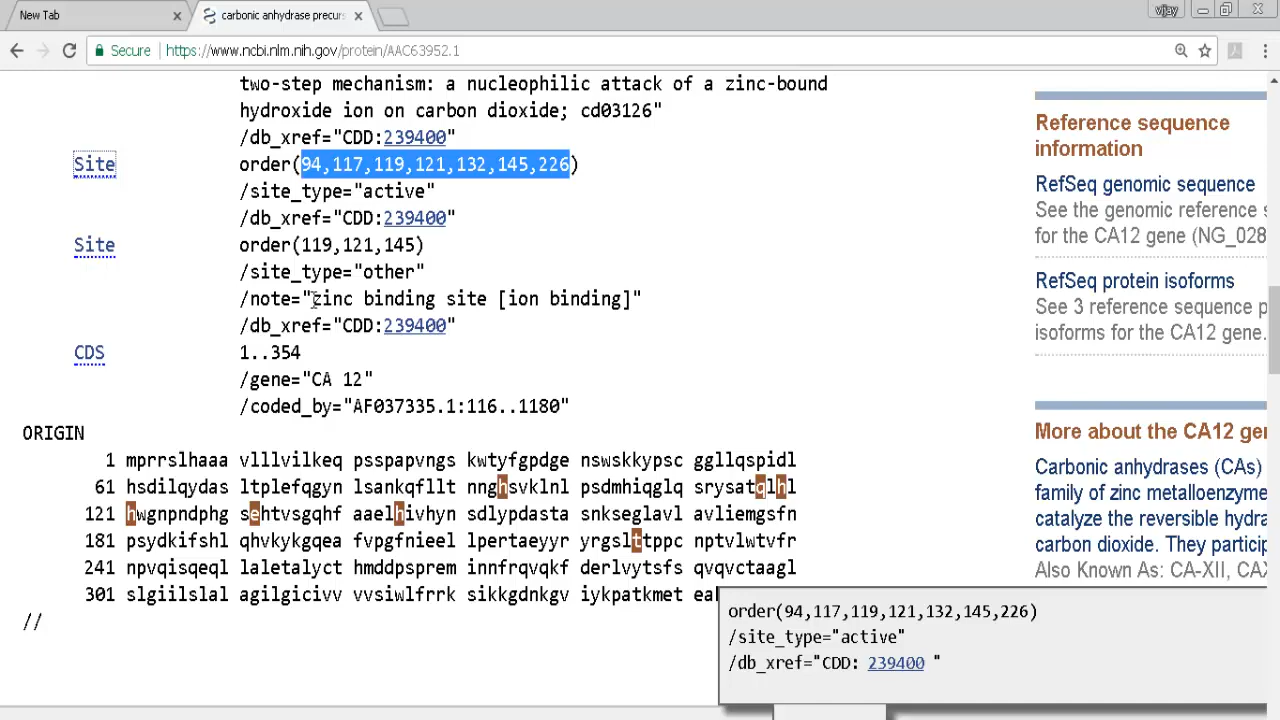 New Tab
carbonic anhydrase precurs
vijay
Secure | https://www.ncbi.nlm.nih.gov/protein/AAC63952.1
two-step mechanism: a nucleophilic attack of a zinc-bound
hydroxide ion on carbon dioxide; cd03126"
/db_xref="CDD:239400"
Site order(94,117,119,121,132,145,226)
/site_type="active"
/db_xref="CDD:239400"
Site order(119,121,145)
/site_type="other"
/note="zinc binding site [ion binding]"
/db_xref="CDD:239400"
CDS 1..354
/gene="CA 12"
/coded_by="AF037335.1:116..1180"
ORIGIN
1 mprrslhaaa vlllvilkeq psspapvngs kwtyfgpdge nswskkypsc ggllqspidl
61 hsdilqydas ltplefqgyn lsankqfllt nnghsvklnl psdmhiqglq srysatqlhl
121 hwgnpndphg sehtvsgqhf aaelhivhyn sdlypdasta snkseglavl avliemgsfn
181 psydkifshl qhvkykgqea fvpgfnieel lpertaeyyr yrgslttppc nptvlwtvfr
241 npvqisqeql laletalyct hmddpsprem innfrqvqkf derlvytsfs qvqvctaagl
301 slgiilslal agilgicivv vvsiwlfrrk sikkgdnkgv iykpatkmet ea
//
Reference sequence
information
RefSeq genomic sequence
See the genomic reference
for the CA12 gene (NG_028
RefSeq protein isoforms
See 3 reference sequence p
isoforms for the CA12 gene.
More about the CA12 ge
Carbonic anhydrases (CAs)
family of zinc metalloenzyme
catalyze the reversible hydra
carbon dioxide. They particip
Also Known As: CA-XII, CAX
order(94,117,119,121,132,145,226)
/site_type="active"
/db_xref="CDD: 239400 "